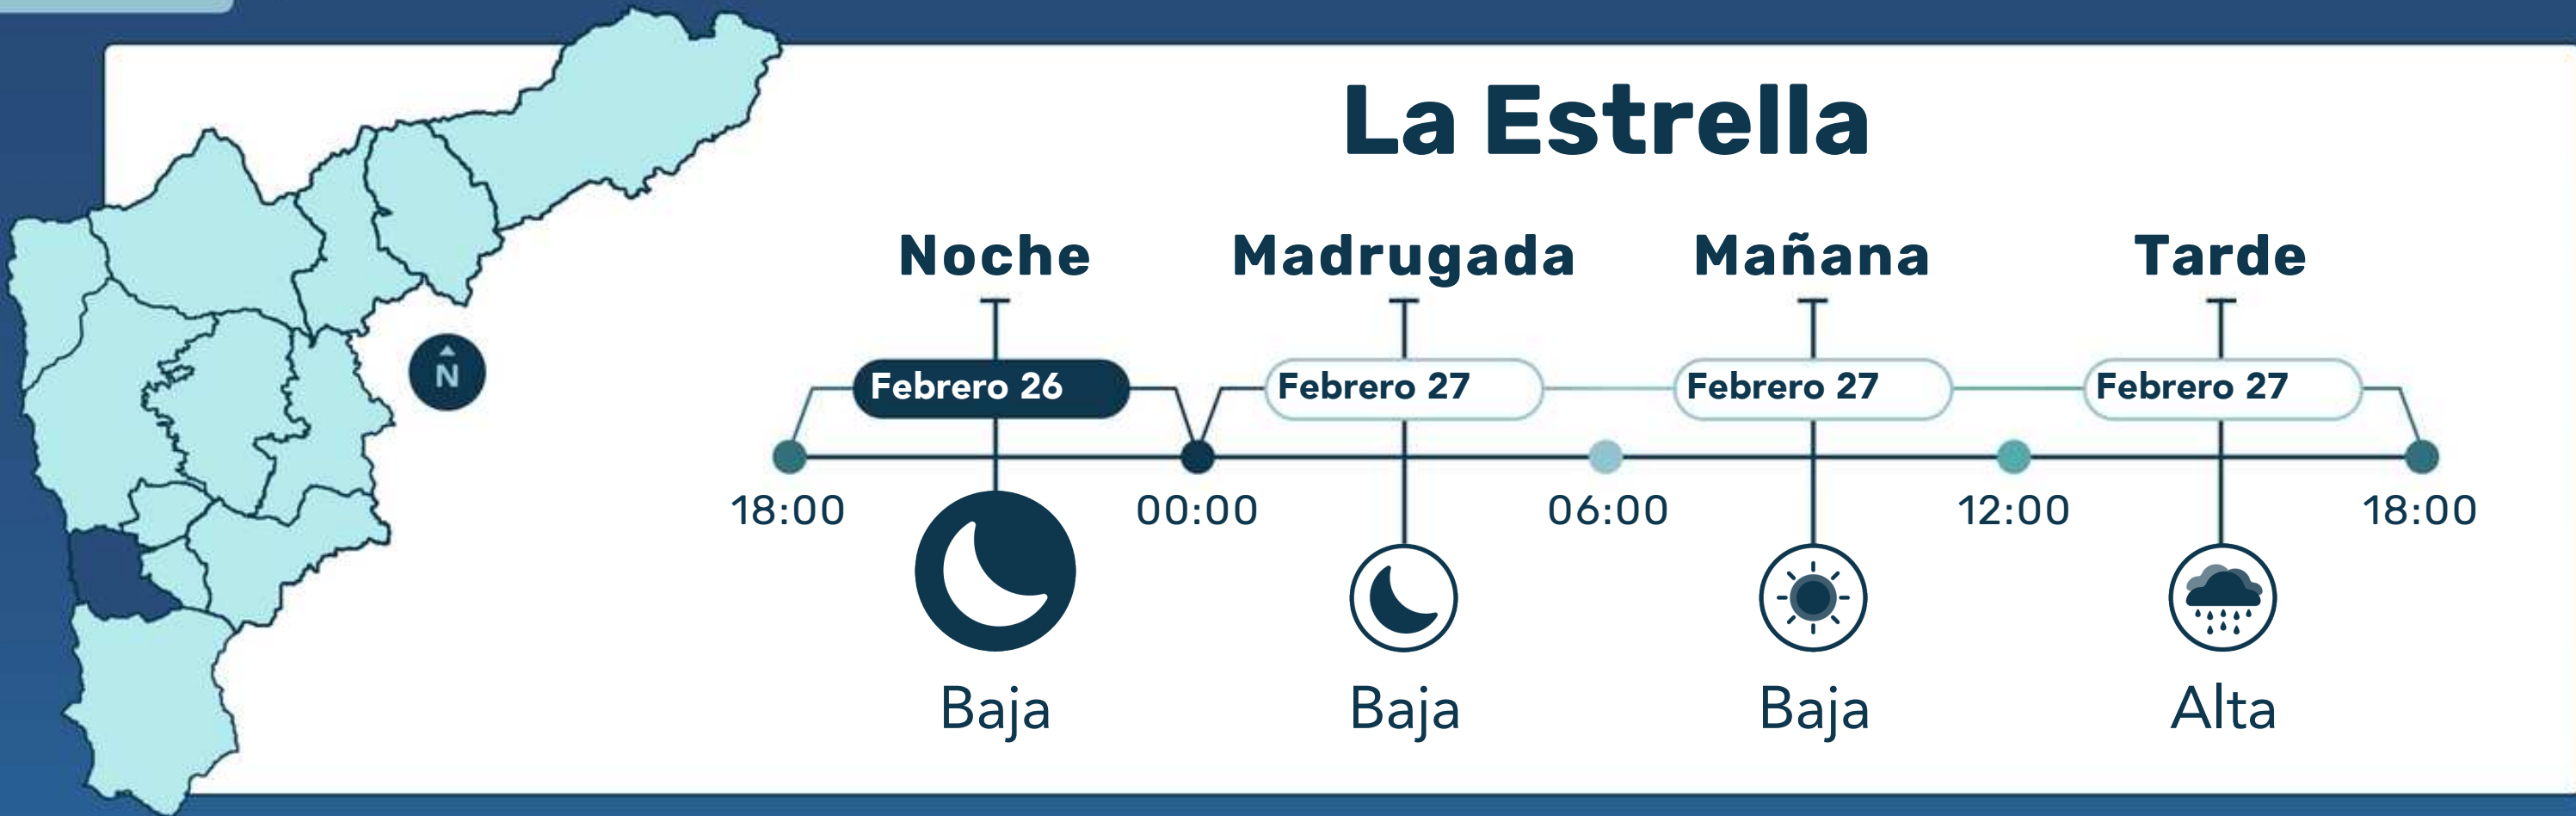 La Estrella
Noche Madrugada Mañana Tarde
N
Febrero 26 Febrero 27 Febrero 27 Febrero 27
18:00 00:00 06:00 12:00 18:00
Baja Baja Baja Alta